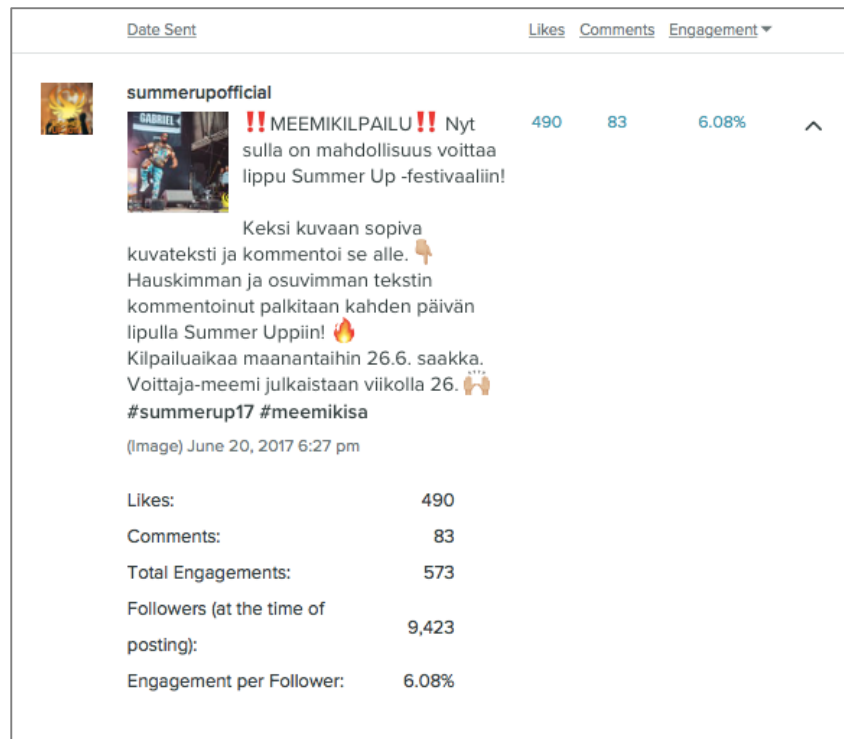 Date Sent Likes Comments Engagement
summerupofficial
GABRIEL
‼️MEEMIKILPAILU‼️ Nyt 490 83 6.08%
sulla on mahdollisuus voittaa
lippu Summer Up -festivaaliin!
Keksi kuvaan sopiva
kuvateksti ja kommentoi se alle. 👇🏼
Hauskimman ja osuvimman tekstin
kommentoinut palkitaan kahden päivän
lipulla Summer Uppiin! 🔥
Kilpailuaikaa maanantaihin 26.6. saakka.
Voittaja-meemi julkaistaan viikolla 26. 🙌🏼
#summerup17 #meemikisa
(Image) June 20, 2017 6:27 pm
Likes: 490
Comments: 83
Total Engagements: 573
Followers (at the time of
posting): 9,423
Engagement per Follower: 6.08%